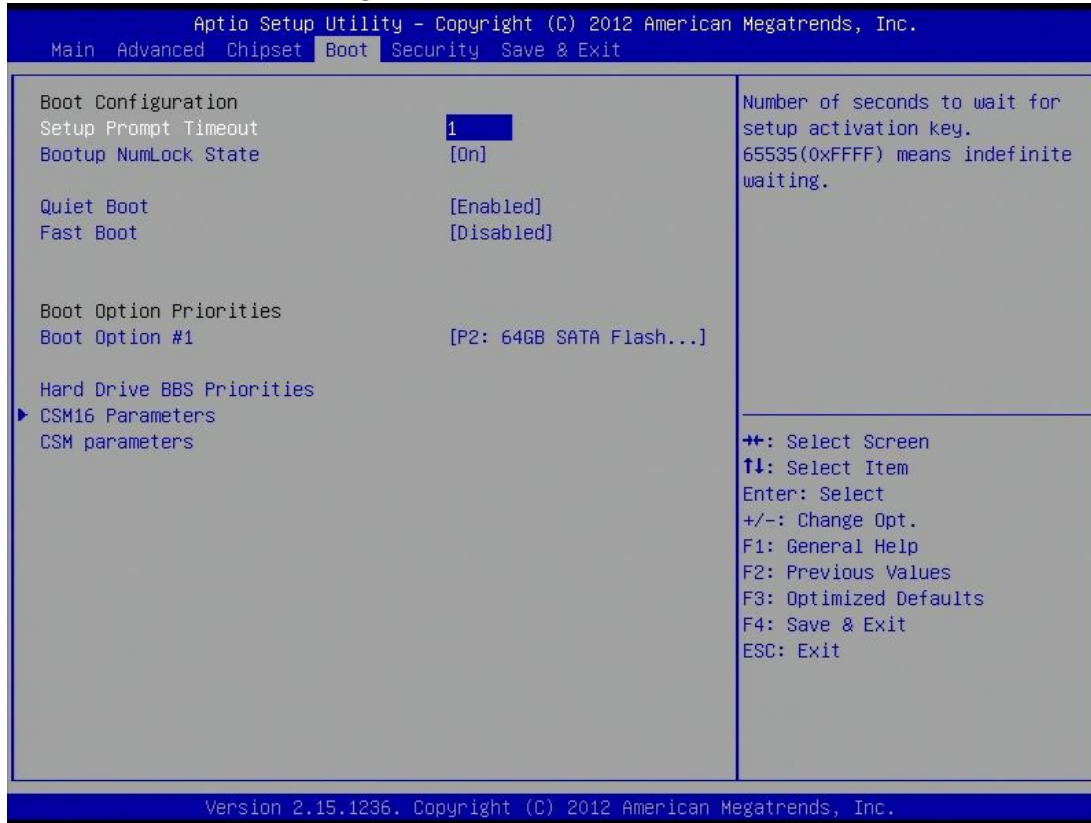 Aptio Setup Utility – Copyright (C) 2012 American Megatrends, Inc.
Main Advanced Chipset Boot Security Save & Exit
Boot Configuration
Setup Prompt Timeout 1
Bootup NumLock State [On]
Quiet Boot [Enabled]
Fast Boot [Disabled]
Boot Option Priorities
Boot Option #1 [P2: 64GB SATA Flash...]
Hard Drive BBS Priorities
CSM16 Parameters
CSM parameters
Number of seconds to wait for
setup activation key.
65535(0xFFFF) means indefinite
waiting.
→←: Select Screen
↑↓: Select Item
Enter: Select
+/-: Change Opt.
F1: General Help
F2: Previous Values
F3: Optimized Defaults
F4: Save & Exit
ESC: Exit
Version 2.15.1236. Copyright (C) 2012 American Megatrends, Inc.